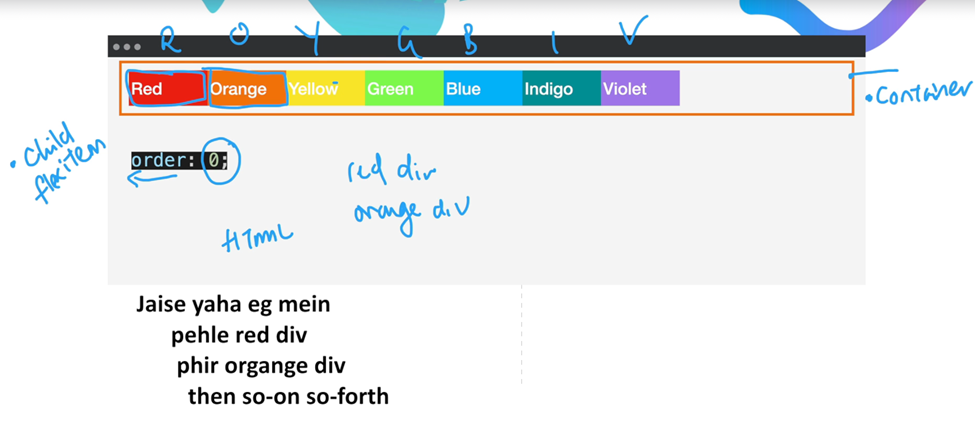 R O Y G B I V
Red Orange Yellow Green Blue Indigo Violet
• Container
• Child
flexitem
order: 0;
red div
orange div
HTML
Jaise yaha eg mein
pehle red div
phir organge div
then so-on so-forth